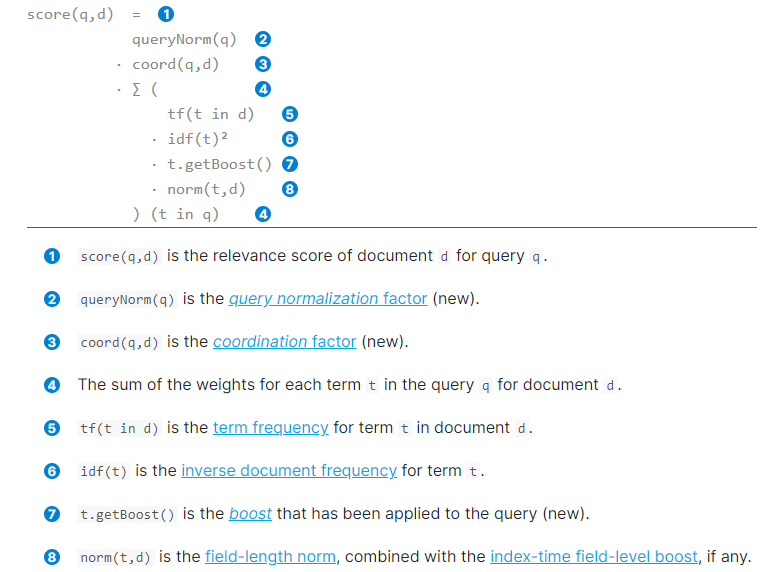 score(q,d) = 1
queryNorm(q) 2
· coord(q,d) 3
· ∑ ( 4
tf(t in d) 5
· idf(t)² 6
· t.getBoost() 7
· norm(t,d) 8
) (t in q) 4
1 score(q,d) is the relevance score of document d for query q.
2 queryNorm(q) is the query normalization factor (new).
3 coord(q,d) is the coordination factor (new).
4 The sum of the weights for each term t in the query q for document d.
5 tf(t in d) is the term frequency for term t in document d.
6 idf(t) is the inverse document frequency for term t.
7 t.getBoost() is the boost that has been applied to the query (new).
8 norm(t,d) is the field-length norm, combined with the index-time field-level boost, if any.